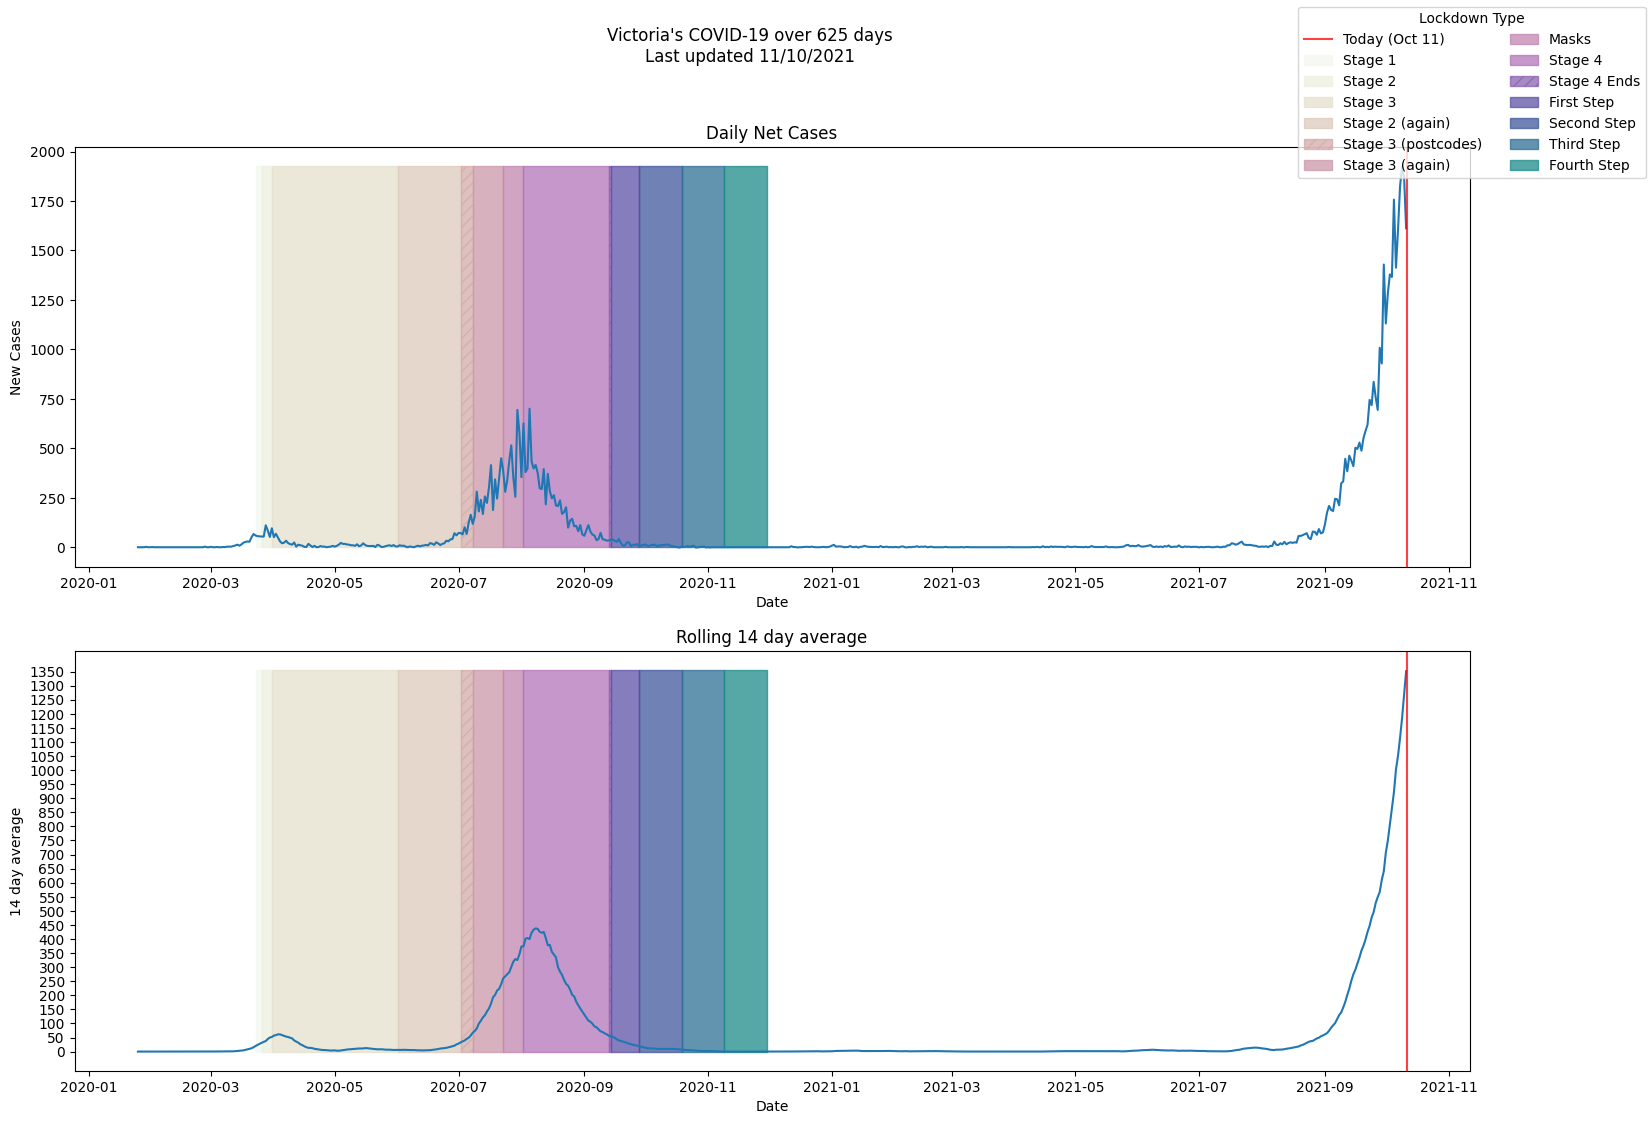 Victoria's COVID-19 over 625 days
Last updated 11/10/2021
Lockdown Type
Today (Oct 11)
Stage 1
Stage 2
Stage 3
Stage 2 (again)
Stage 3 (postcodes)
Stage 3 (again)
Masks
Stage 4
Stage 4 Ends
First Step
Second Step
Third Step
Fourth Step
Daily Net Cases
New Cases
2000
1750
1500
1250
1000
750
500
250
0
2020-01 2020-03 2020-05 2020-07 2020-09 2020-11 2021-01 2021-03 2021-05 2021-07 2021-09 2021-11
Date
Rolling 14 day average
14 day average
1350
1300
1250
1200
1150
1100
1050
1000
950
900
850
800
750
700
650
600
550
500
450
400
350
300
250
200
150
100
50
0
2020-01 2020-03 2020-05 2020-07 2020-09 2020-11 2021-01 2021-03 2021-05 2021-07 2021-09 2021-11
Date